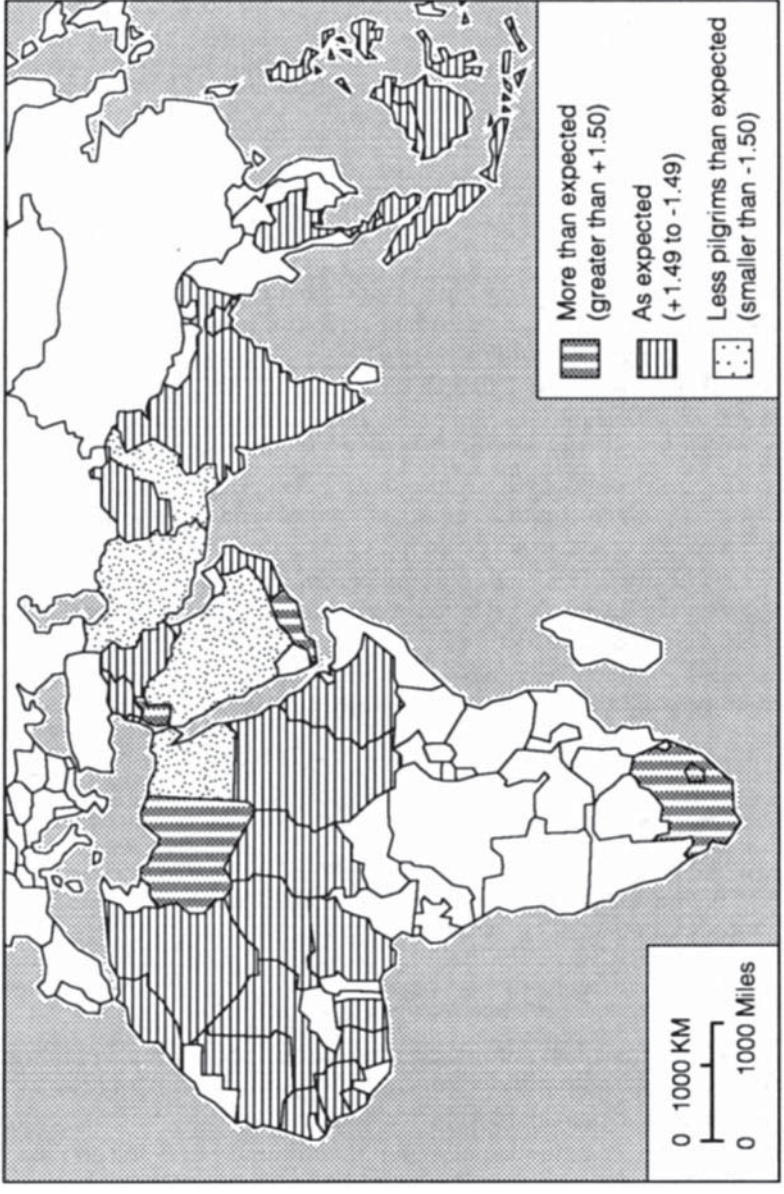 More than expected
(greater than +1.50)
As expected
(+1.49 to -1.49)
Less pilgrims than expected
(smaller than -1.50)
0 1000 KM
0 1000 Miles